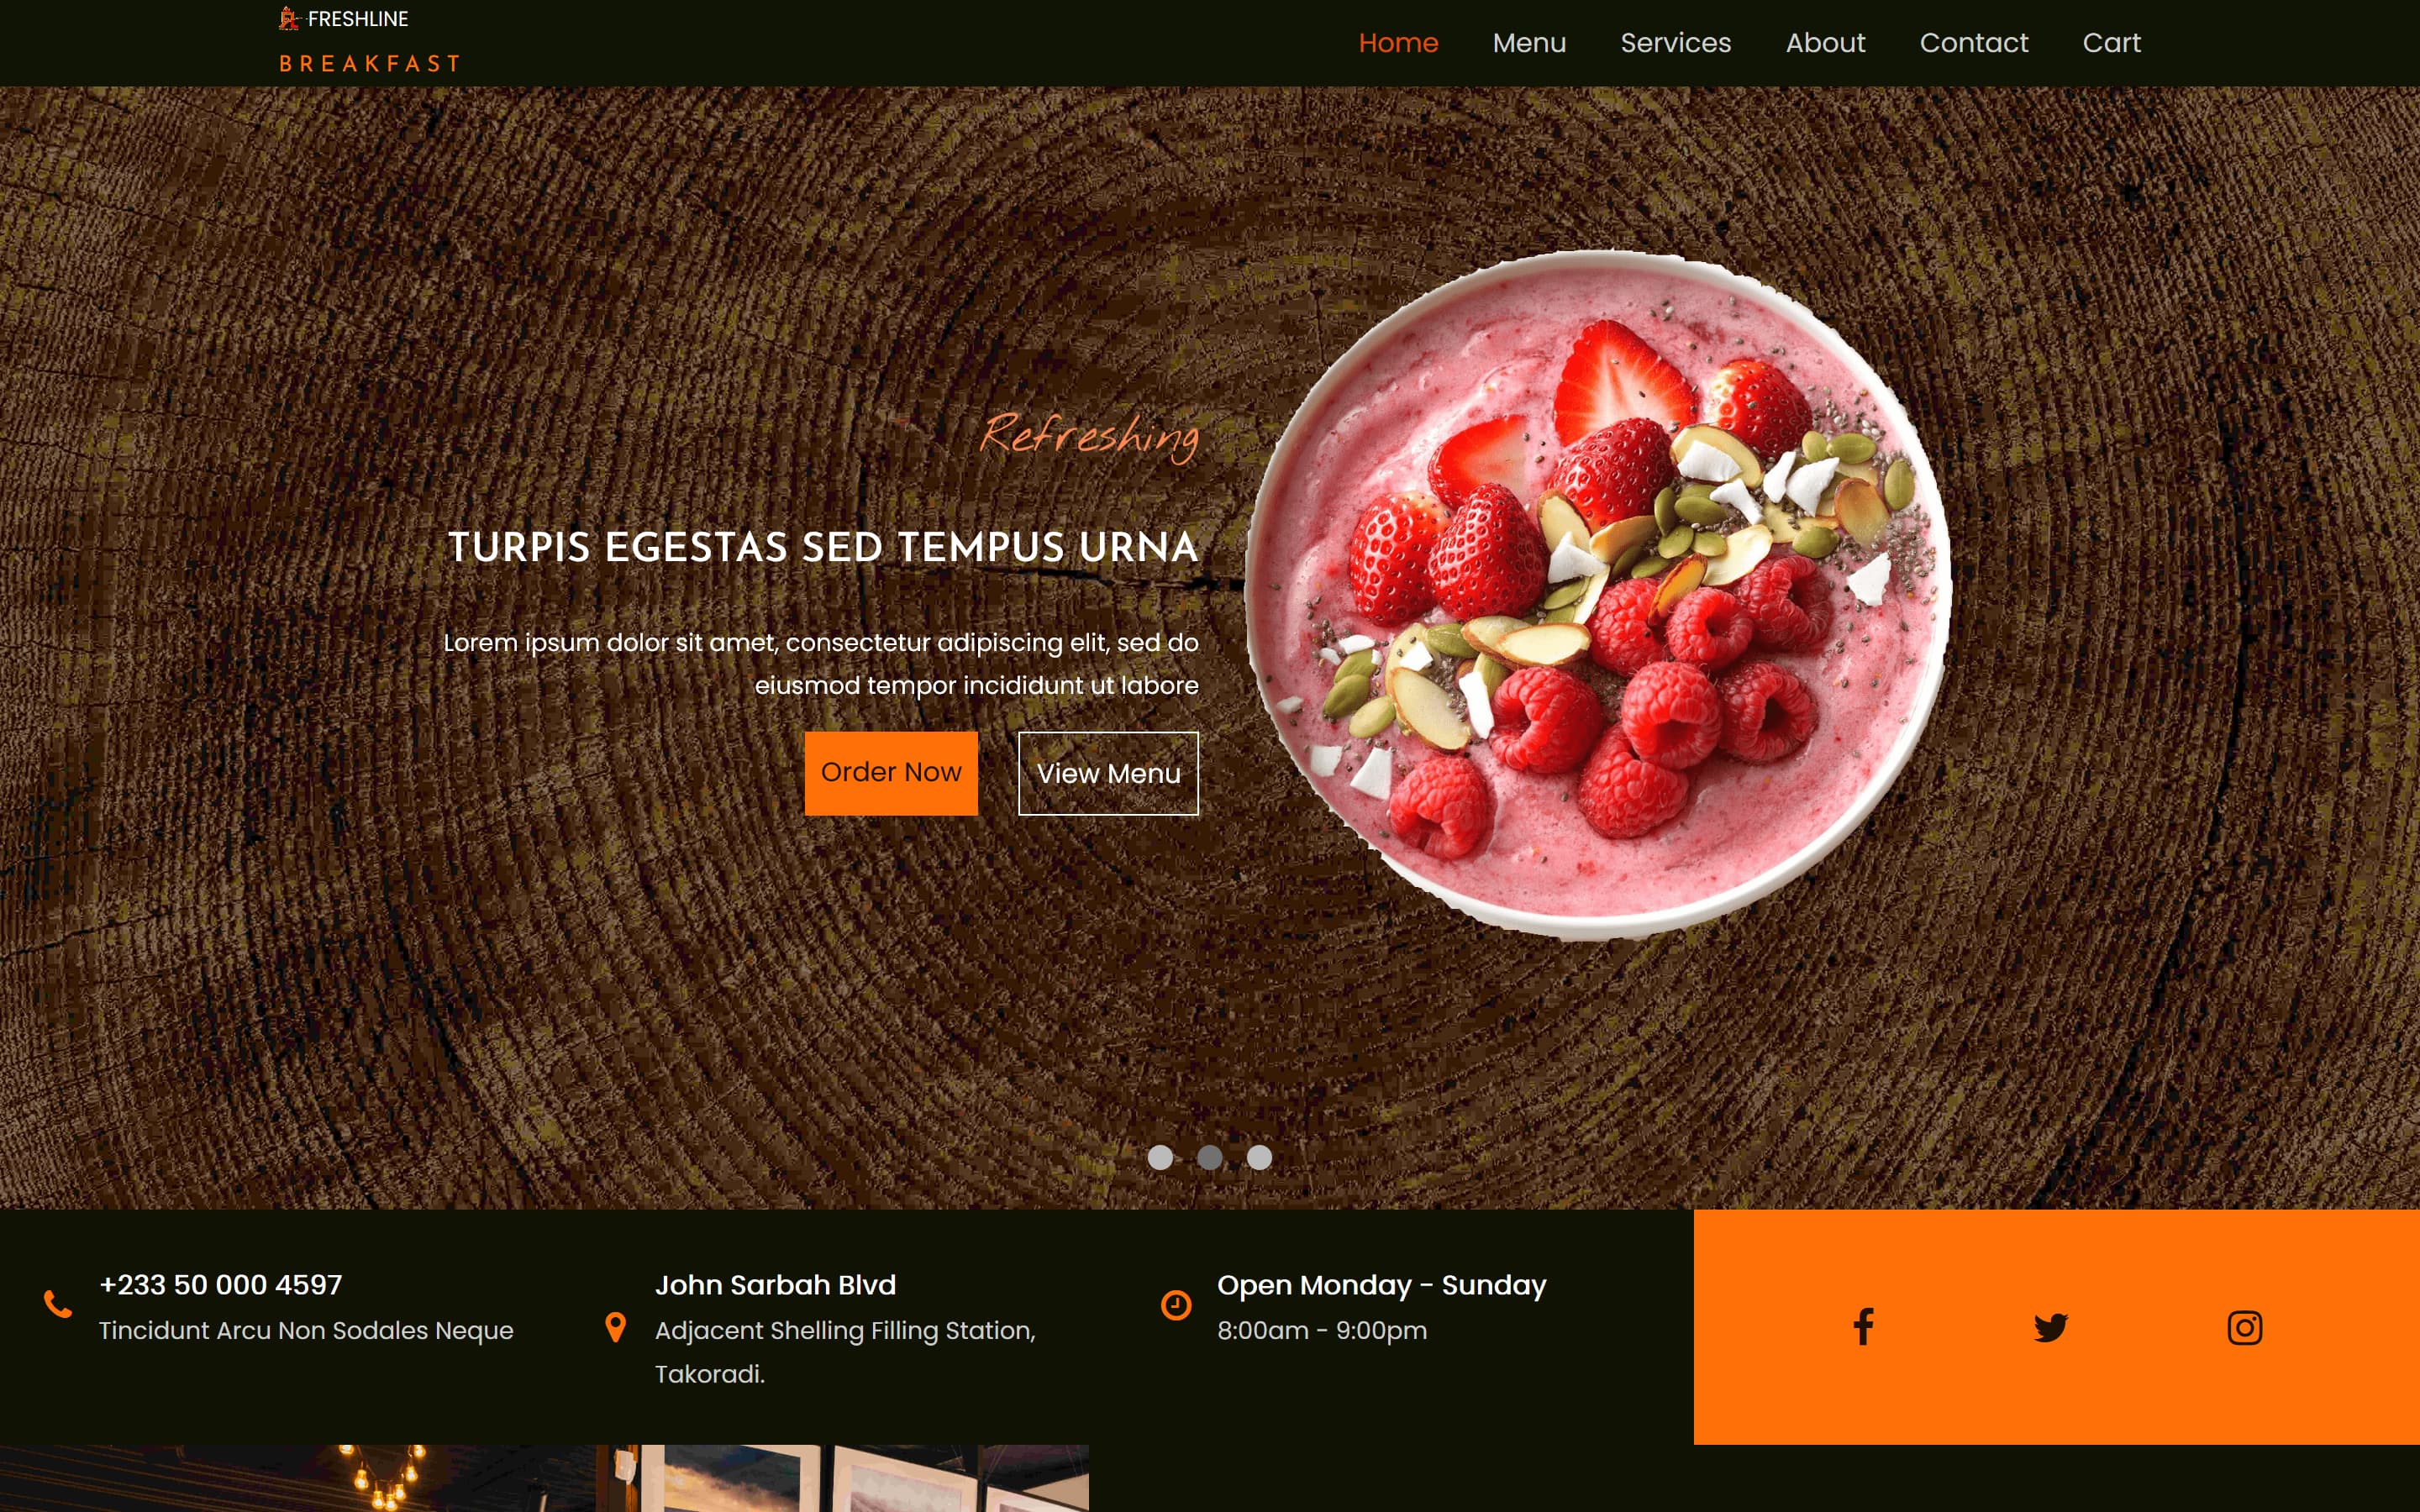 FRESHLINE
BREAKFAST
Home Menu Services About Contact Cart
Refreshing
TURPIS EGESTAS SED TEMPUS URNA
Lorem ipsum dolor sit amet, consectetur adipiscing elit, sed do
eiusmod tempor incididunt ut labore
Order Now View Menu
+233 50 000 4597
Tincidunt Arcu Non Sodales Neque
John Sarbah Blvd
Adjacent Shelling Filling Station,
Takoradi.
Open Monday - Sunday
8:00am - 9:00pm